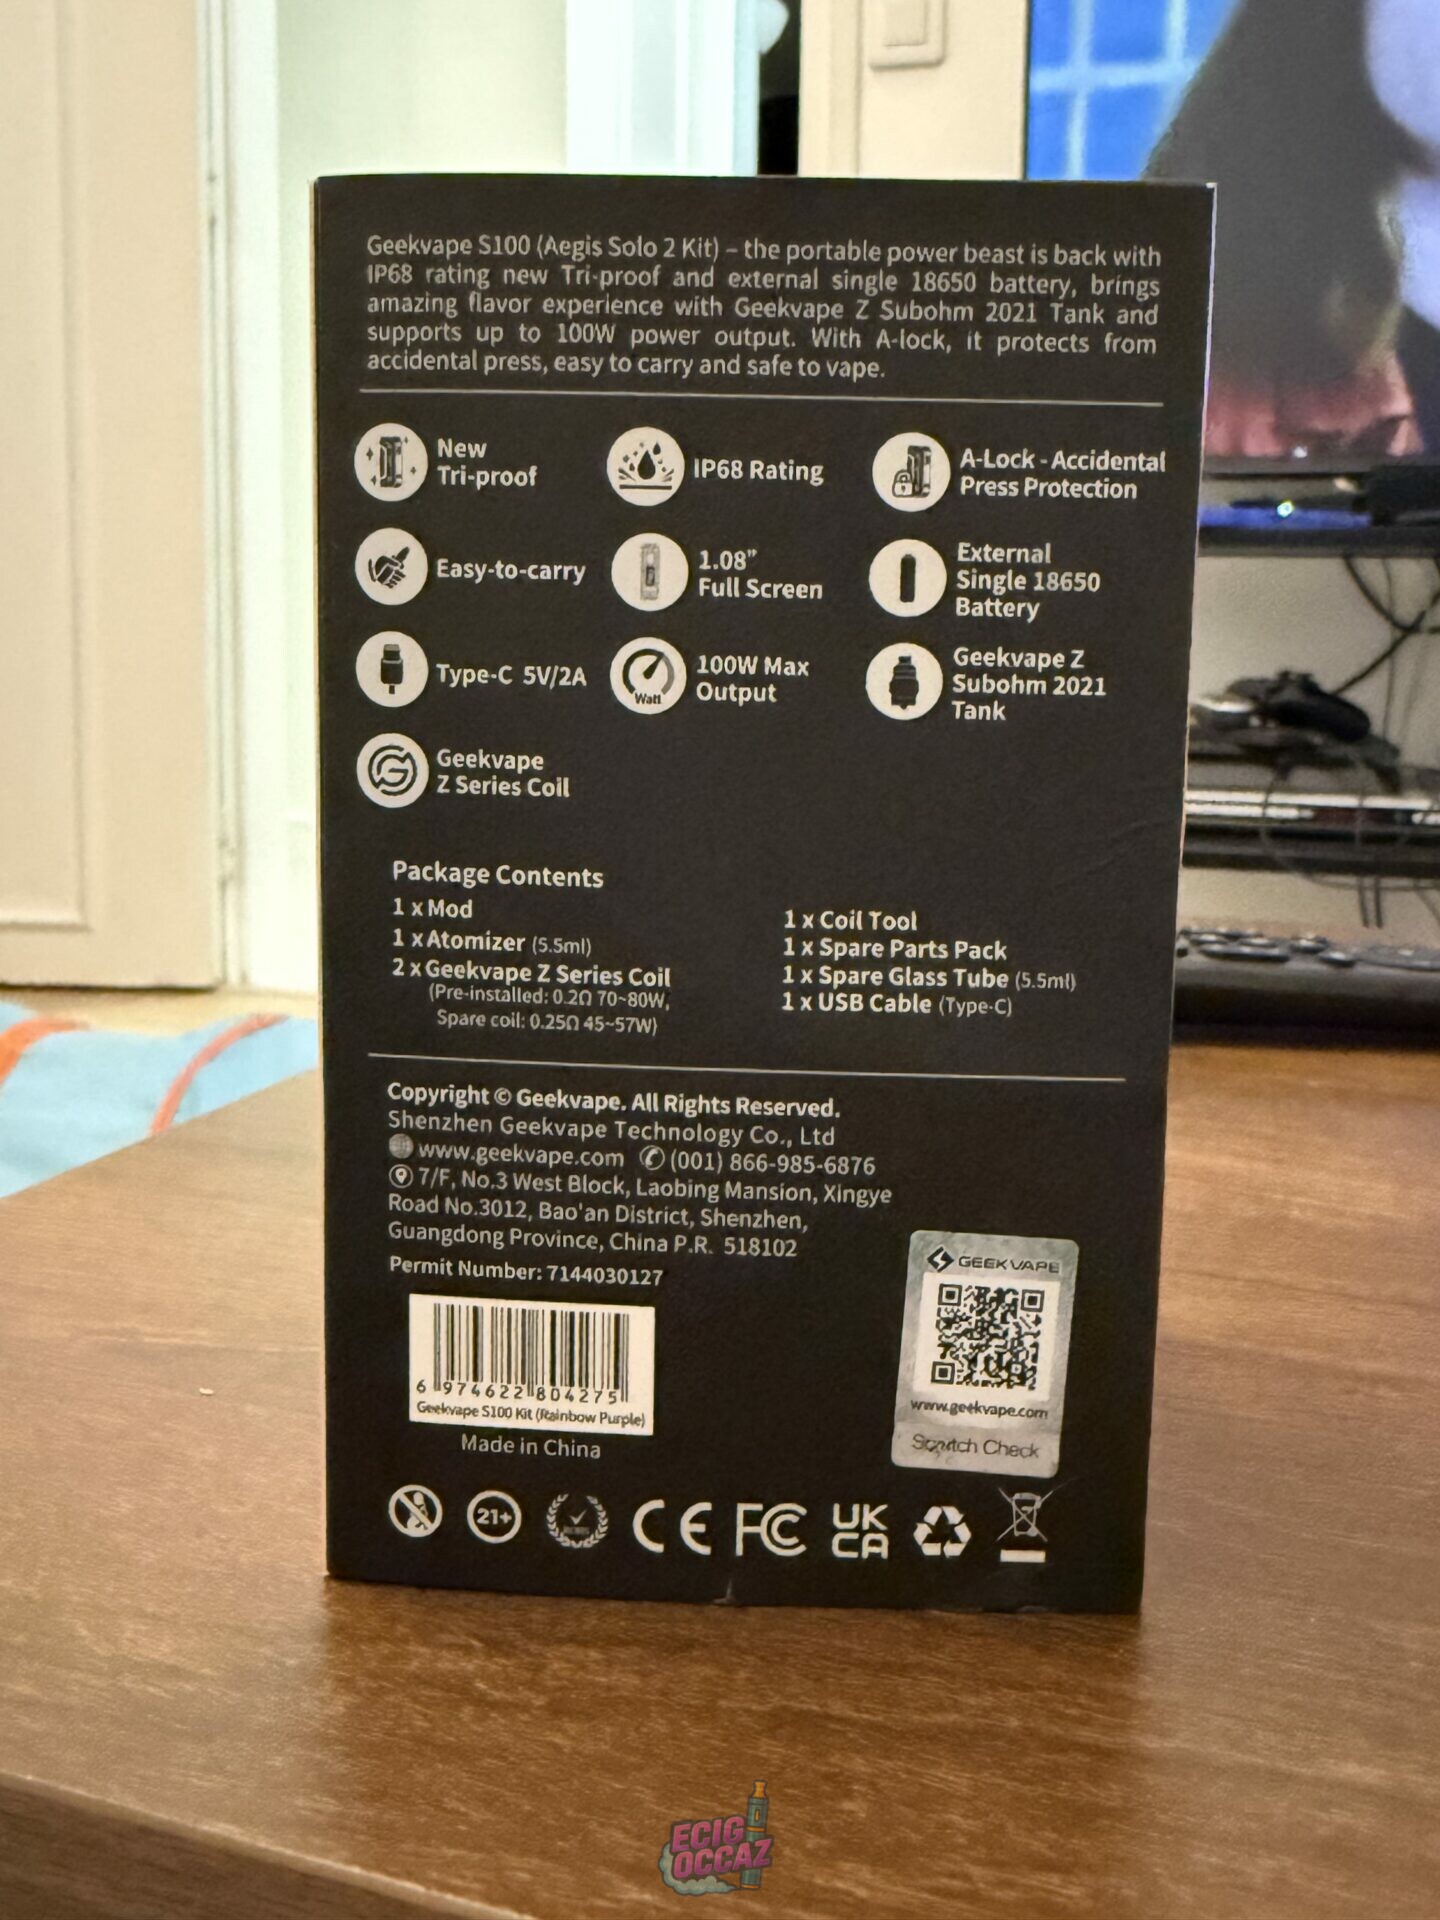 Geekvape S100 (Aegis Solo 2 Kit) – the portable power beast is back with
IP68 rating new Tri-proof and external single 18650 battery, brings
amazing flavor experience with Geekvape Z Subohm 2021 Tank and
supports up to 100W power output. With A-lock, it protects from
accidental press, easy to carry and safe to vape.
New
Tri-proof
IP68 Rating
A-Lock - Accidental
Press Protection
Easy-to-carry
1.08”
Full Screen
External
Single 18650
Battery
Type-C 5V/2A
Watt
100W Max
Output
Geekvape Z
Subohm 2021
Tank
Geekvape
Z Series Coil
Package Contents
1 x Mod
1 x Atomizer (5.5ml)
2 x Geekvape Z Series Coil
(Pre-installed: 0.2Ω 70~80W,
Spare coil: 0.25Ω 45~57W)
1 x Coil Tool
1 x Spare Parts Pack
1 x Spare Glass Tube (5.5ml)
1 x USB Cable (Type-C)
Copyright © Geekvape. All Rights Reserved.
Shenzhen Geekvape Technology Co., Ltd
www.geekvape.com (001) 866-985-6876
7/F, No.3 West Block, Laobing Mansion, Xingye
Road No.3012, Bao'an District, Shenzhen,
Guangdong Province, China P.R. 518102
Permit Number: 7144030127
6 974622 804275
Geekvape S100 Kit (Rainbow Purple)
Made in China
GEEKVAPE
www.geekvape.com
Scratch Check
21+
CE FC UK
CA
ECIG
OCCAZ